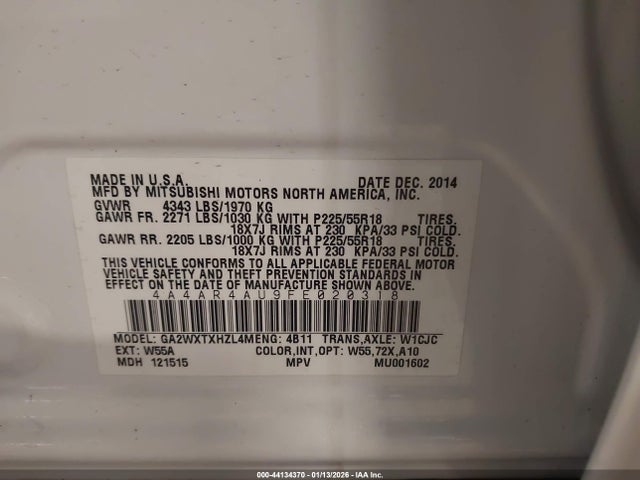 MADE IN U.S.A. DATE DEC. 2014
MFD BY MITSUBISHI MOTORS NORTH AMERICA, INC.
GVWR 4343 LBS/1970 KG
GAWR FR. 2271 LBS/1030 KG WITH P225/55R18 TIRES.
18X7J RIMS AT 230 KPA/33 PSI COLD.
GAWR RR. 2205 LBS/1000 KG WITH P225/55R18 TIRES.
18X7J RIMS AT 230 KPA/33 PSI COLD.
THIS VEHICLE CONFORMS TO ALL APPLICABLE FEDERAL MOTOR
VEHICLE SAFETY AND THEFT PREVENTION STANDARDS IN
EFFECT ON THE DATE OF MANUFACTURE SHOWN ABOVE.
4A4AR4AU9FE020318
MODEL: GA2WXTXHZL4MENG: 4B11 TRANS,AXLE: W1CJC
EXT: W55A COLOR,INT,OPT: W55,72X,A10
MDH 121515 MPV MU001602
000-44134370 - 01/13/2026 - IAA Inc.